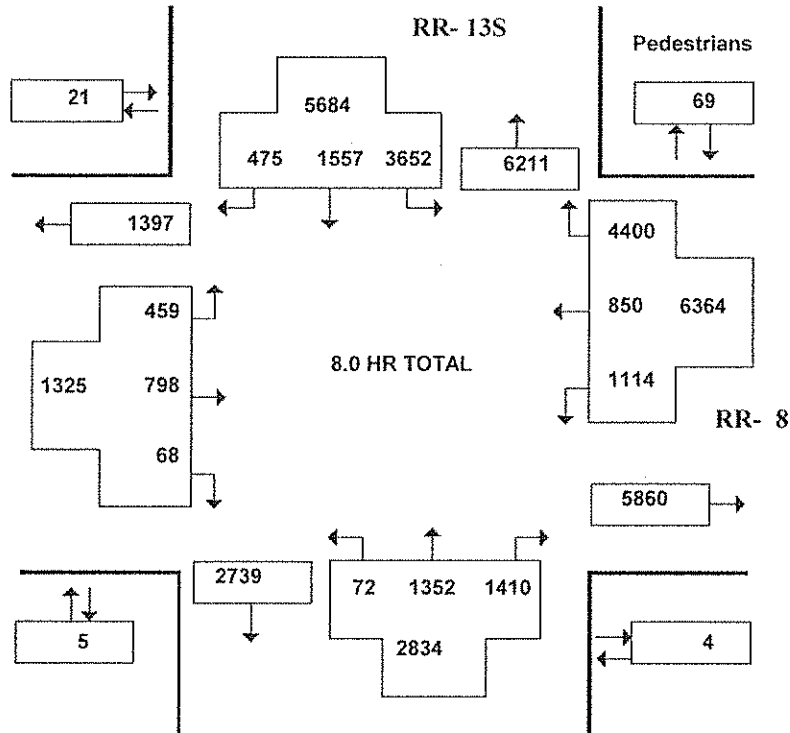 RR- 13S
Pedestrians
21
5684
69
475 1557 3652
6211
1397
4400
459
850 6364
8.0 HR TOTAL
1325 798
1114
68
RR- 8
5860
2739
72 1352 1410
5
2834
4